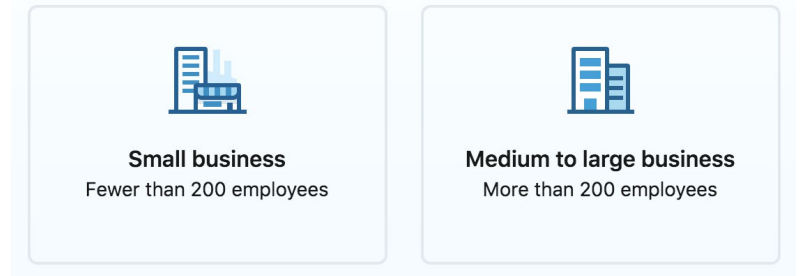 Small business
Fewer than 200 employees
Medium to large business
More than 200 employees